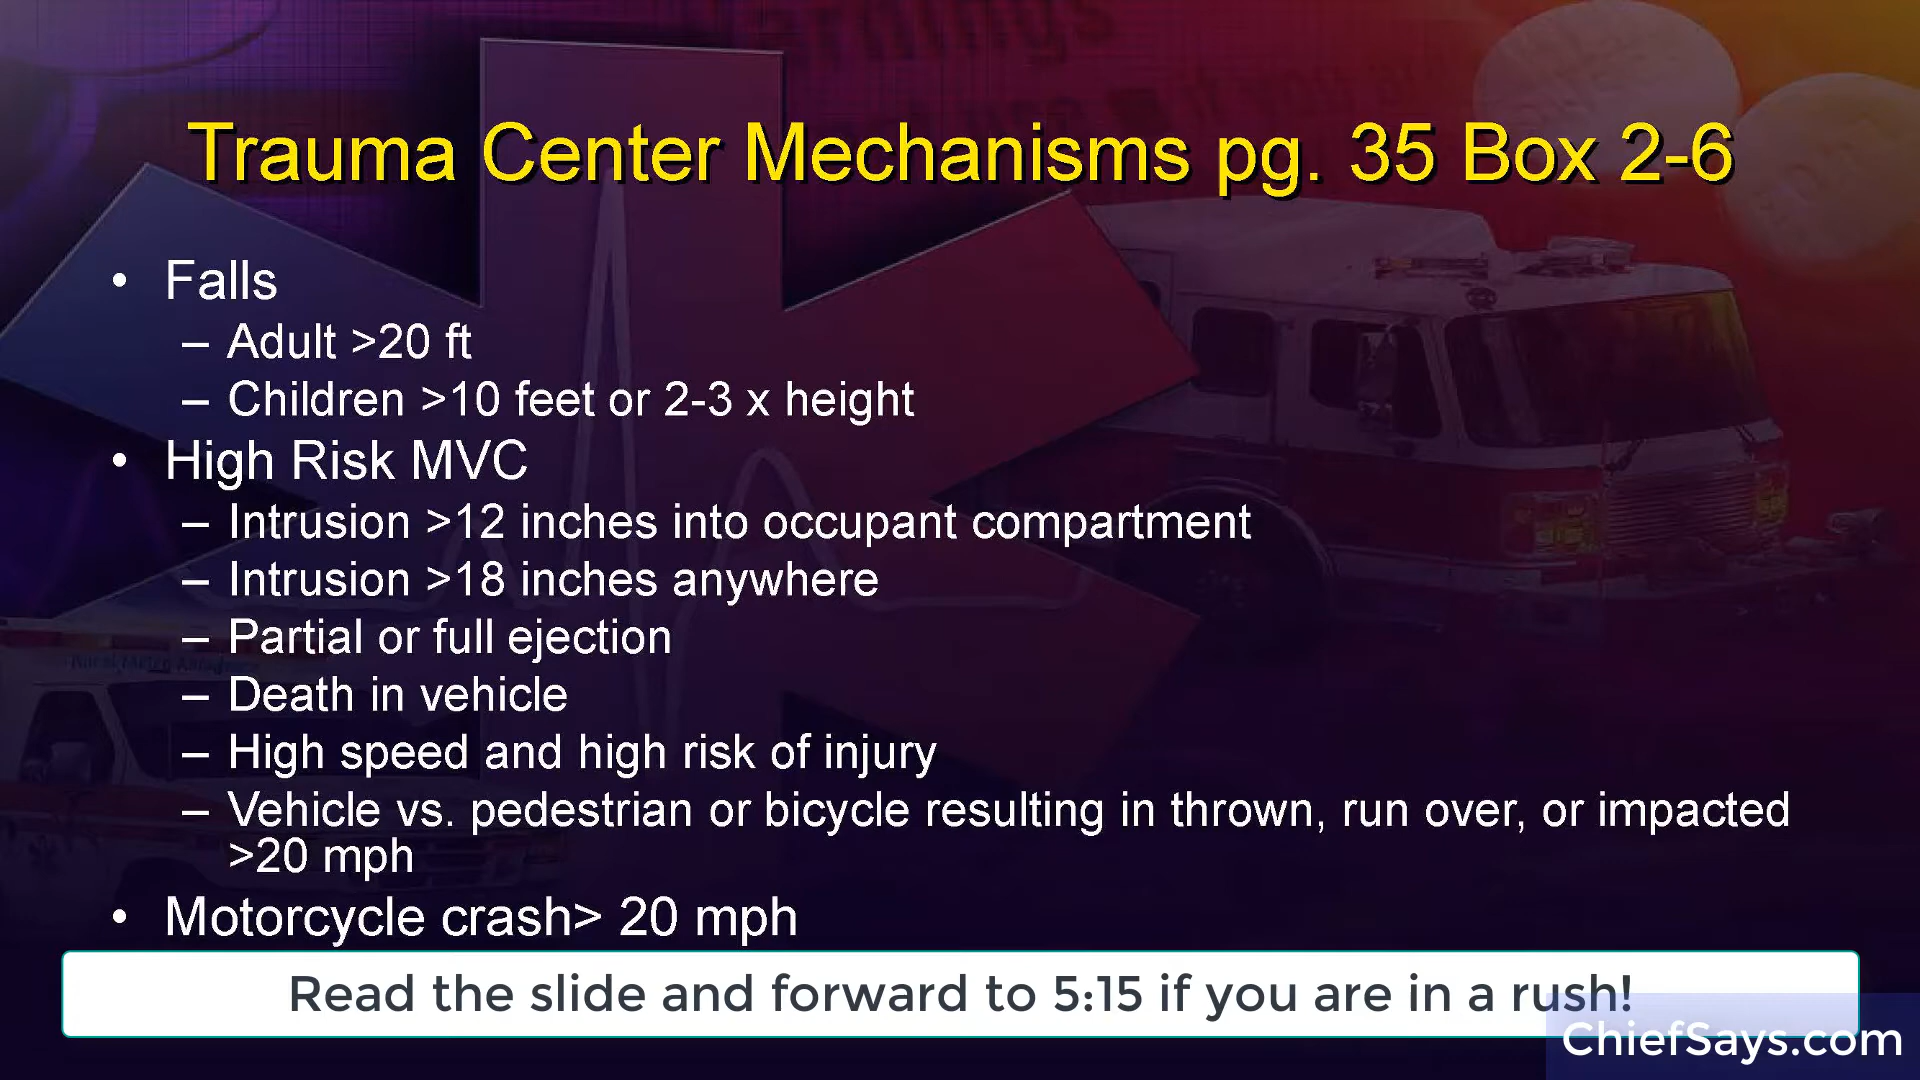 Trauma Center Mechanisms pg. 35 Box 2-6
• Falls
– Adult >20 ft
– Children >10 feet or 2-3 x height
• High Risk MVC
– Intrusion >12 inches into occupant compartment
– Intrusion >18 inches anywhere
– Partial or full ejection
– Death in vehicle
– High speed and high risk of injury
– Vehicle vs. pedestrian or bicycle resulting in thrown, run over, or impacted
>20 mph
• Motorcycle crash> 20 mph
Read the slide and forward to 5:15 if you are in a rush!
ChiefSays.com